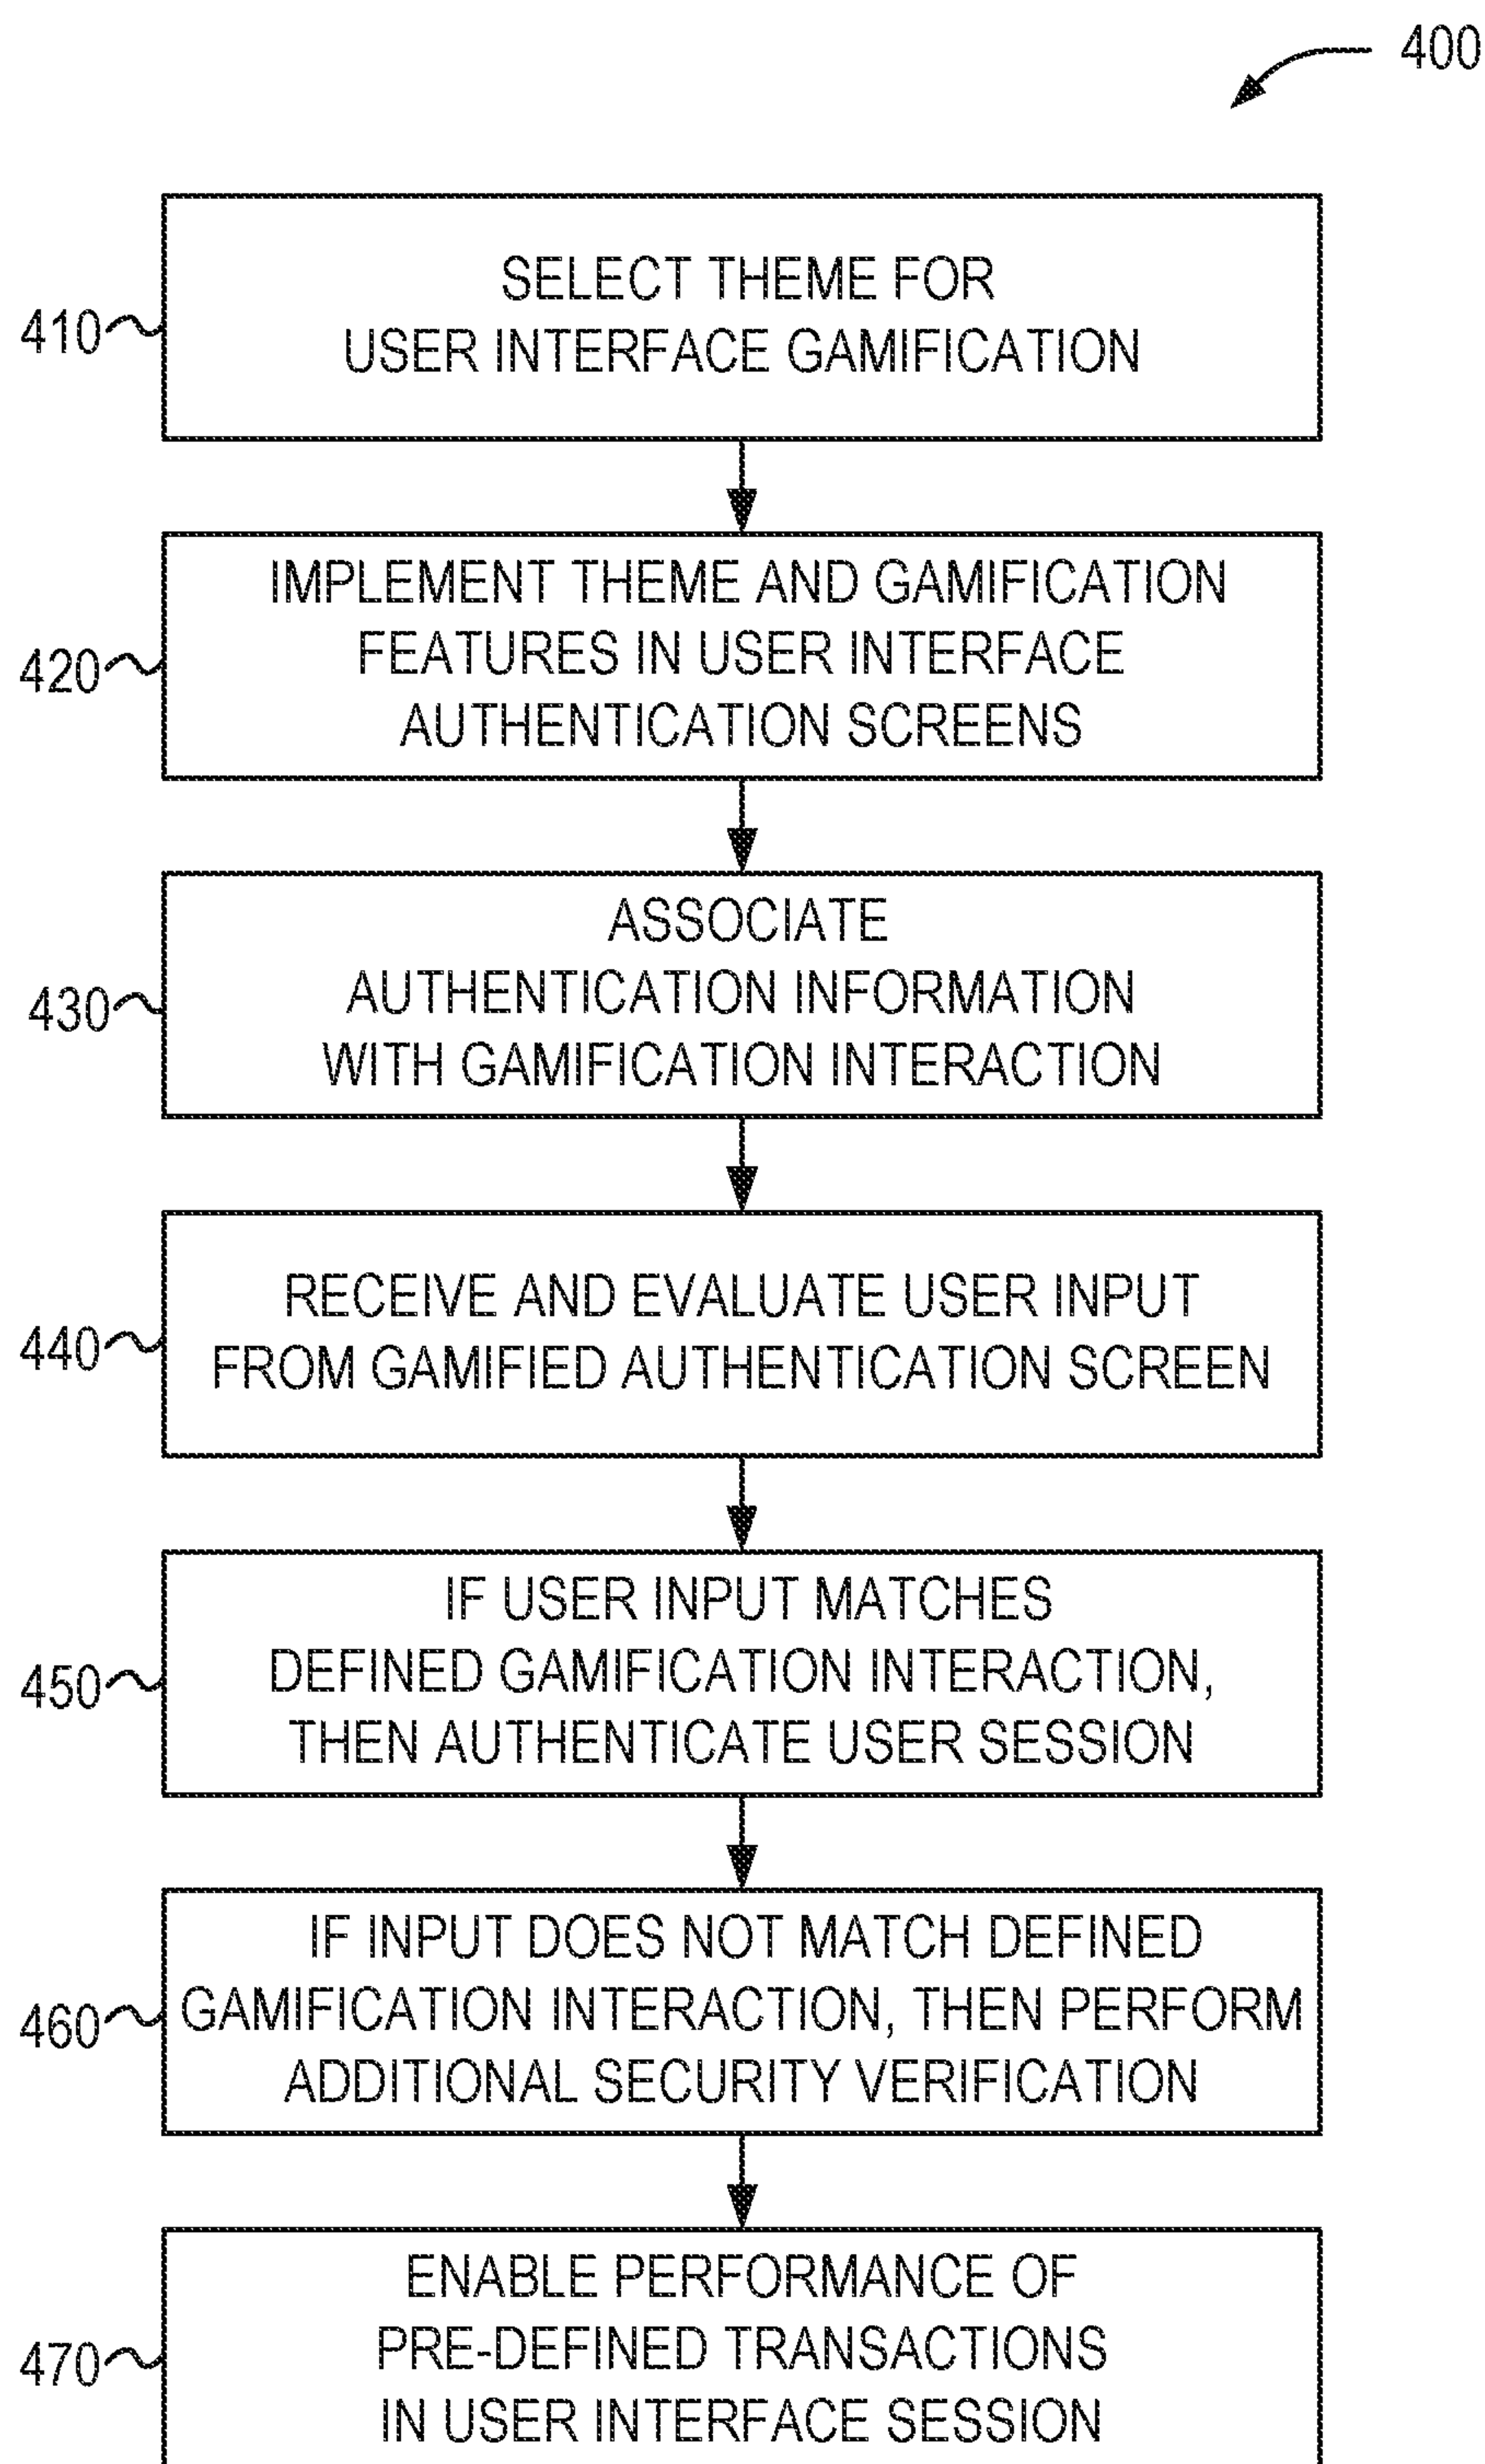 400
410
SELECT THEME FOR
USER INTERFACE GAMIFICATION
420
IMPLEMENT THEME AND GAMIFICATION
FEATURES IN USER INTERFACE
AUTHENTICATION SCREENS
430
ASSOCIATE
AUTHENTICATION INFORMATION
WITH GAMIFICATION INTERACTION
440
RECEIVE AND EVALUATE USER INPUT
FROM GAMIFIED AUTHENTICATION SCREEN
450
IF USER INPUT MATCHES
DEFINED GAMIFICATION INTERACTION,
THEN AUTHENTICATE USER SESSION
460
IF INPUT DOES NOT MATCH DEFINED
GAMIFICATION INTERACTION, THEN PERFORM
ADDITIONAL SECURITY VERIFICATION
470
ENABLE PERFORMANCE OF
PRE-DEFINED TRANSACTIONS
IN USER INTERFACE SESSION